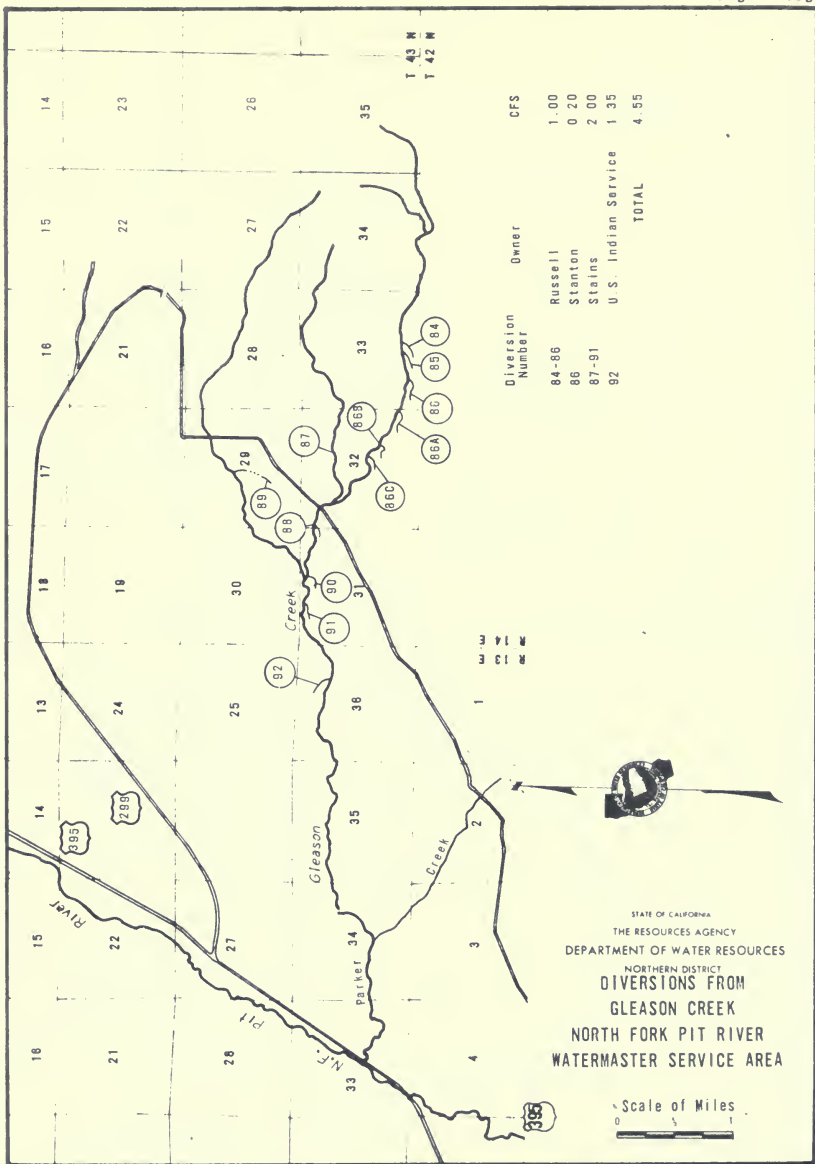 14
23
26
35
T 43 N
T 42 N
15
22
27
34
16
21
28
33
17
29
32
18
19
30
31
13
24
25
36
1
14
35
2
15
22
27
34
3
16
21
28
33
4
R 14 E
R 13 E
395
299
395
River
Pit
N.F.
Parker
Creek
Gleason
Creek
84
85
86
86A
86B
86C
87
88
89
90
91
92
Diversion Number Owner CFS
84-86 Russell 1.00
86 Stanton 0 20
87-91 Stains 2 00
92 U.S. Indian Service 1 35
TOTAL 4.55
STATE OF CALIFORNIA
THE RESOURCES AGENCY
DEPARTMENT OF WATER RESOURCES
NORTHERN DISTRICT
DIVERSIONS FROM
GLEASON CREEK
NORTH FORK PIT RIVER
WATERMASTER SERVICE AREA
Scale of Miles
0 ½ 1